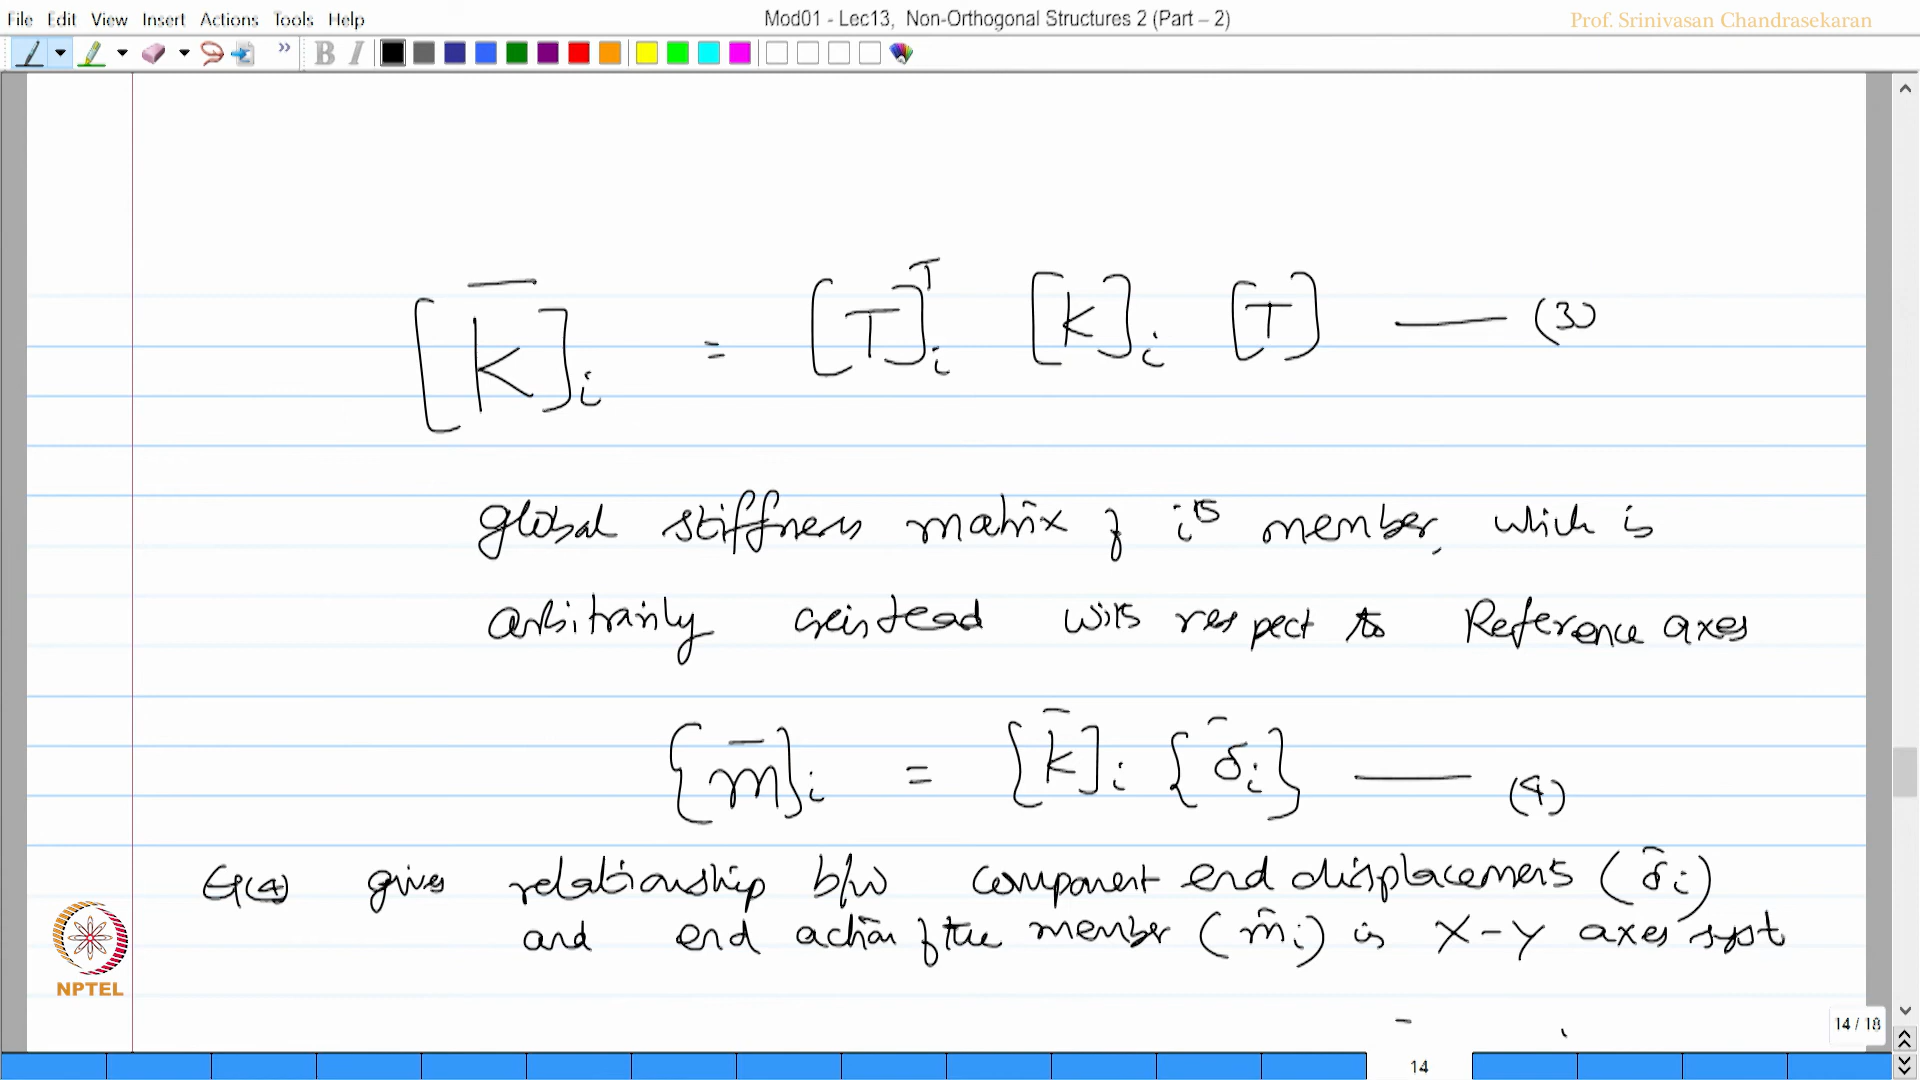 File Edit View Insert Actions Tools Help
Mod01 - Lec13, Non-Orthogonal Structures 2 (Part – 2)
Prof. Srinivasan Chandrasekaran
B I
[K̄]i = [T]ᵀi [K]i [T] — (3)
global stiffness matrix of ith member, which is
arbitrarily oriented with respect to Reference axes
{m̄}i = [k̄]i {δ̄i} — (4)
Eq(4) gives relationship b/w component end displacements (δ̄i)
and end action of the member (m̄i) in X-Y axes syst
NPTEL
14 / 18
14